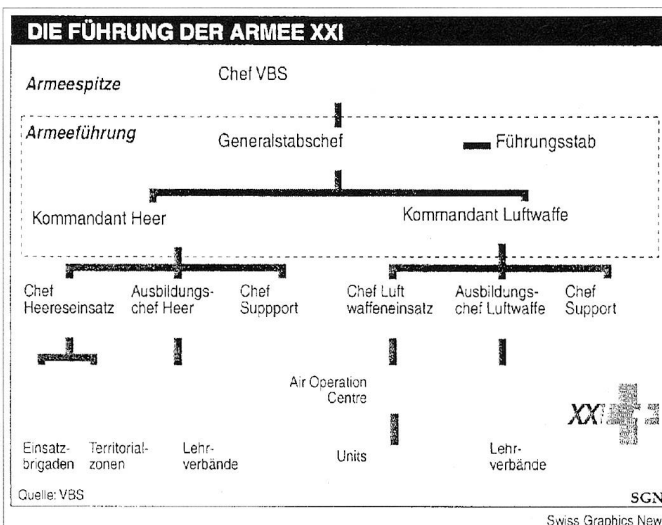 DIE FÜHRUNG DER ARMEE XXI
Armeespitze
Chef VBS
Armeeführung
Generalstabschef
Führungsstab
Kommandant Heer
Kommandant Luftwaffe
Chef
Heereseinsatz
Ausbildungs-
chef Heer
Chef
Suppport
Chef Luft
waffeneinsatz
Ausbildungs-
chef Luftwaffe
Chef
Support
Air Operation
Centre
XXI
Einsatz-
brigaden
Territorial-
zonen
Lehr-
verbände
Units
Lehr-
verbände
Quelle: VBS
SGN
Swiss Graphics New